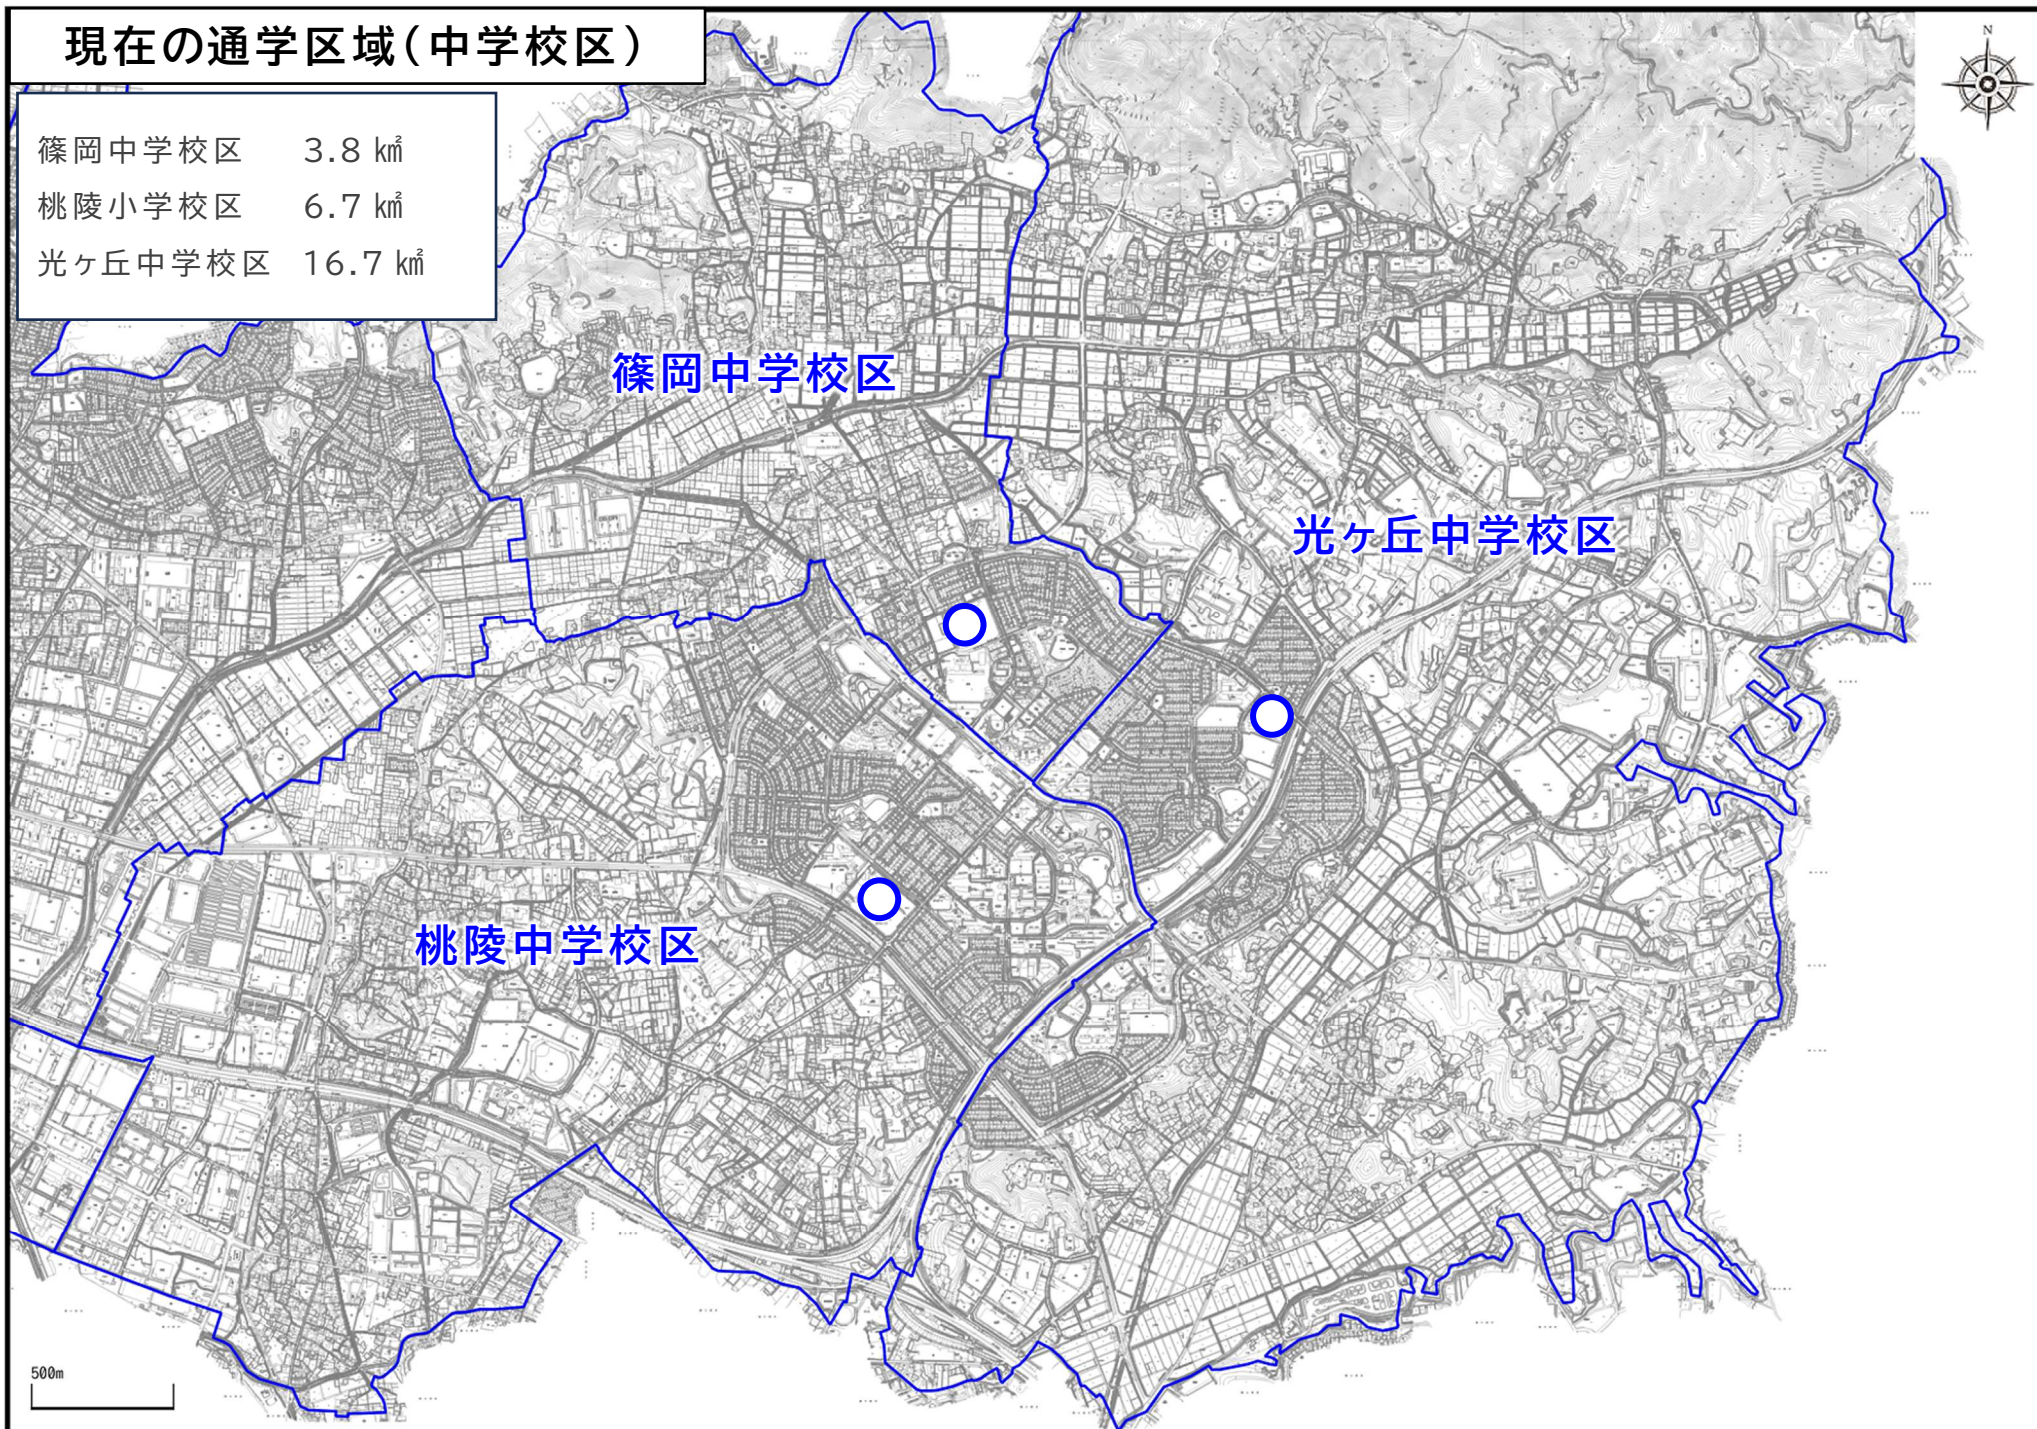 現在の通学区域(中学校区)
N
篠岡中学校区 3.8 ㎢
桃陵小学校区 6.7 ㎢
光ヶ丘中学校区 16.7 ㎢
篠岡中学校区
光ヶ丘中学校区
桃陵中学校区
500m